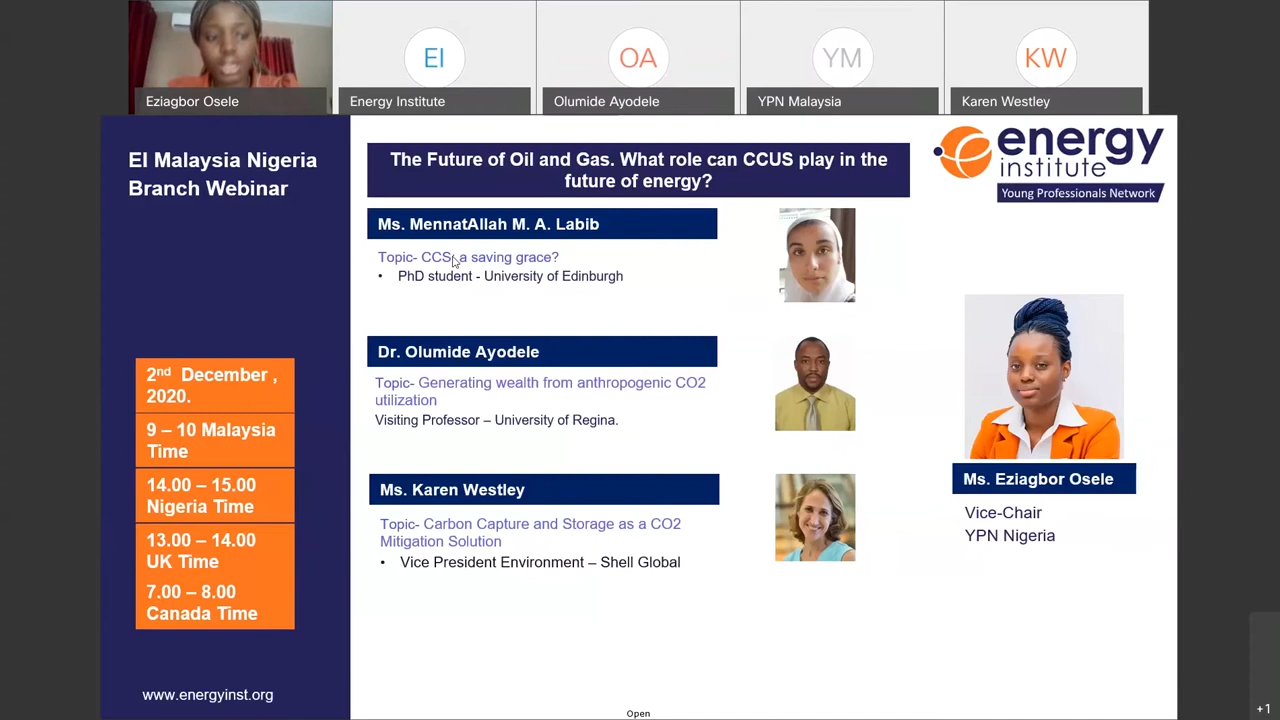 EI
OA
YM
KW
Eziagbor Osele
Energy Institute
Olumide Ayodele
YPN Malaysia
Karen Westley
EI Malaysia Nigeria
Branch Webinar
The Future of Oil and Gas. What role can CCUS play in the
future of energy?
energy
institute
Young Professionals Network
Ms. MennatAllah M. A. Labib
Topic- CCS, a saving grace?
• PhD student - University of Edinburgh
Dr. Olumide Ayodele
Topic- Generating wealth from anthropogenic CO2
utilization
Visiting Professor – University of Regina.
Ms. Karen Westley
Topic- Carbon Capture and Storage as a CO2
Mitigation Solution
• Vice President Environment – Shell Global
Ms. Eziagbor Osele
Vice-Chair
YPN Nigeria
2nd December ,
2020.
9 – 10 Malaysia
Time
14.00 – 15.00
Nigeria Time
13.00 – 14.00
UK Time
7.00 – 8.00
Canada Time
www.energyinst.org
Open
+1